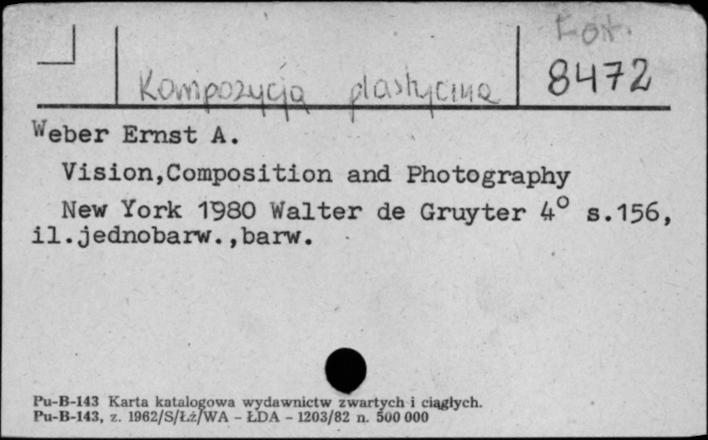 Fot.
Kompozycja plastyczna 8472
Weber Ernst A.
Vision,Composition and Photography
New York 1980 Walter de Gruyter 4° s.156,
il.jednobarw.,barw.
Pu-B-143 Karta katalogowa wydawnictw zwartych i ciągłych.
Pu-B-143, z. 1962/S/Łż/WA - ŁDA - 1203/82 n. 500 000